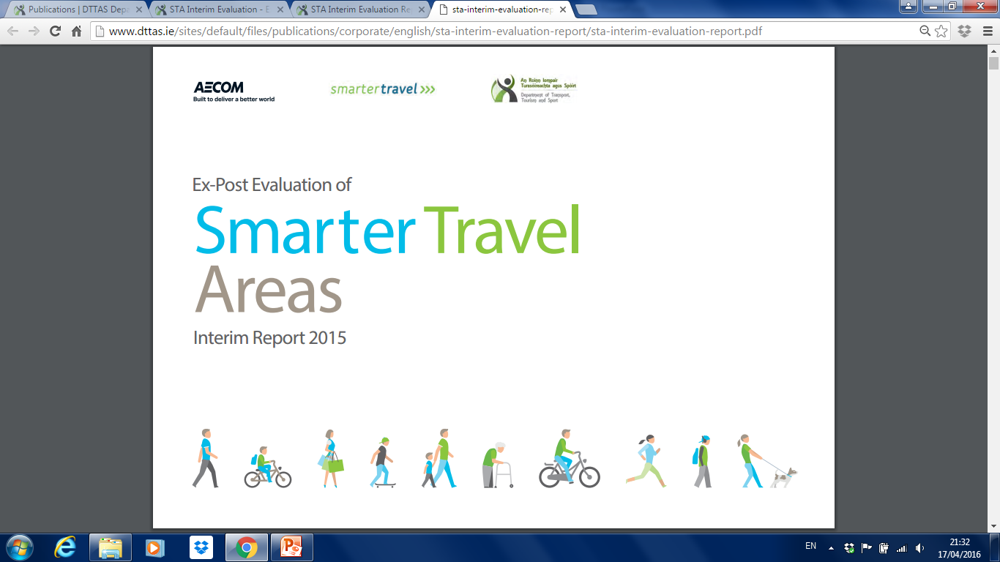 Publications | DTTAS Depa
STA Interim Evaluation - E
STA Interim Evaluation Re
sta-interim-evaluation-rep
www.dttas.ie/sites/default/files/publications/corporate/english/sta-interim-evaluation-report/sta-interim-evaluation-report.pdf
AECOM
Built to deliver a better world
smartertravel >>>
An Roinn Iompair
Turasóireachta agus Spóirt
Department of Transport,
Tourism and Sport
Ex-Post Evaluation of
Smarter Travel
Areas
Interim Report 2015
EN
21:32
17/04/2016